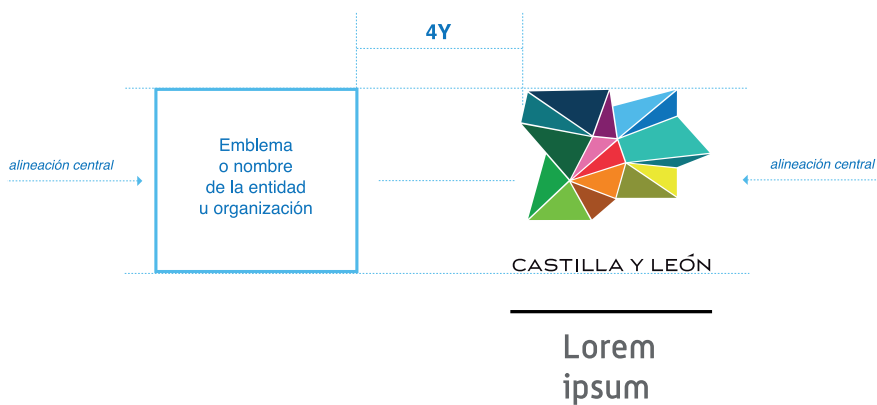 4Y
Emblema
o nombre
de la entidad
u organización
alineación central
alineación central
CASTILLA Y LEÓN
Lorem
ipsum